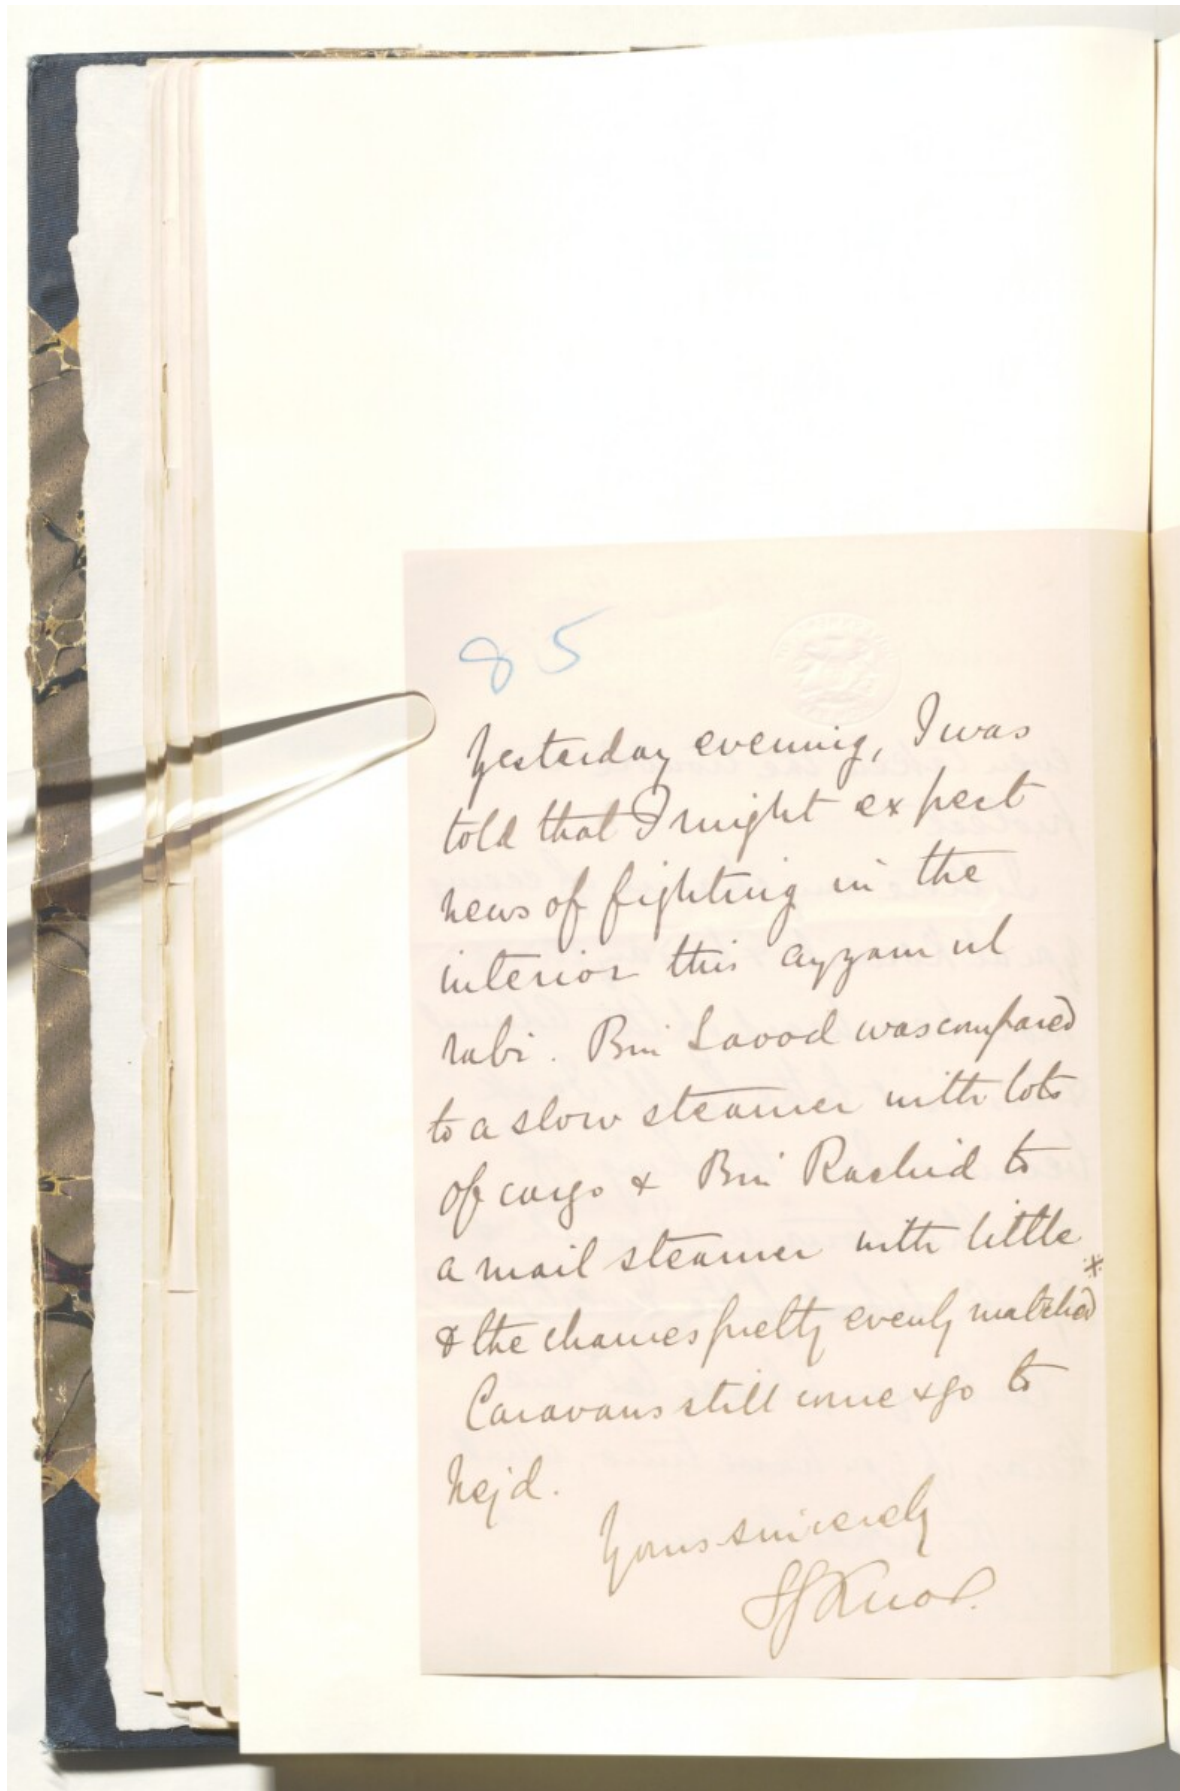 85
Yesterday evening, I was
told that I might expect
news of fighting in the
interior this ayyam ul
rabi. Bin Saood was compared
to a slow steamer with lots
of cargo & Bin Rashid to
a mail steamer with little *
& the chances pretty evenly matched
Caravans still come & go to
Nejd.
Yours sincerely
SGKnox.